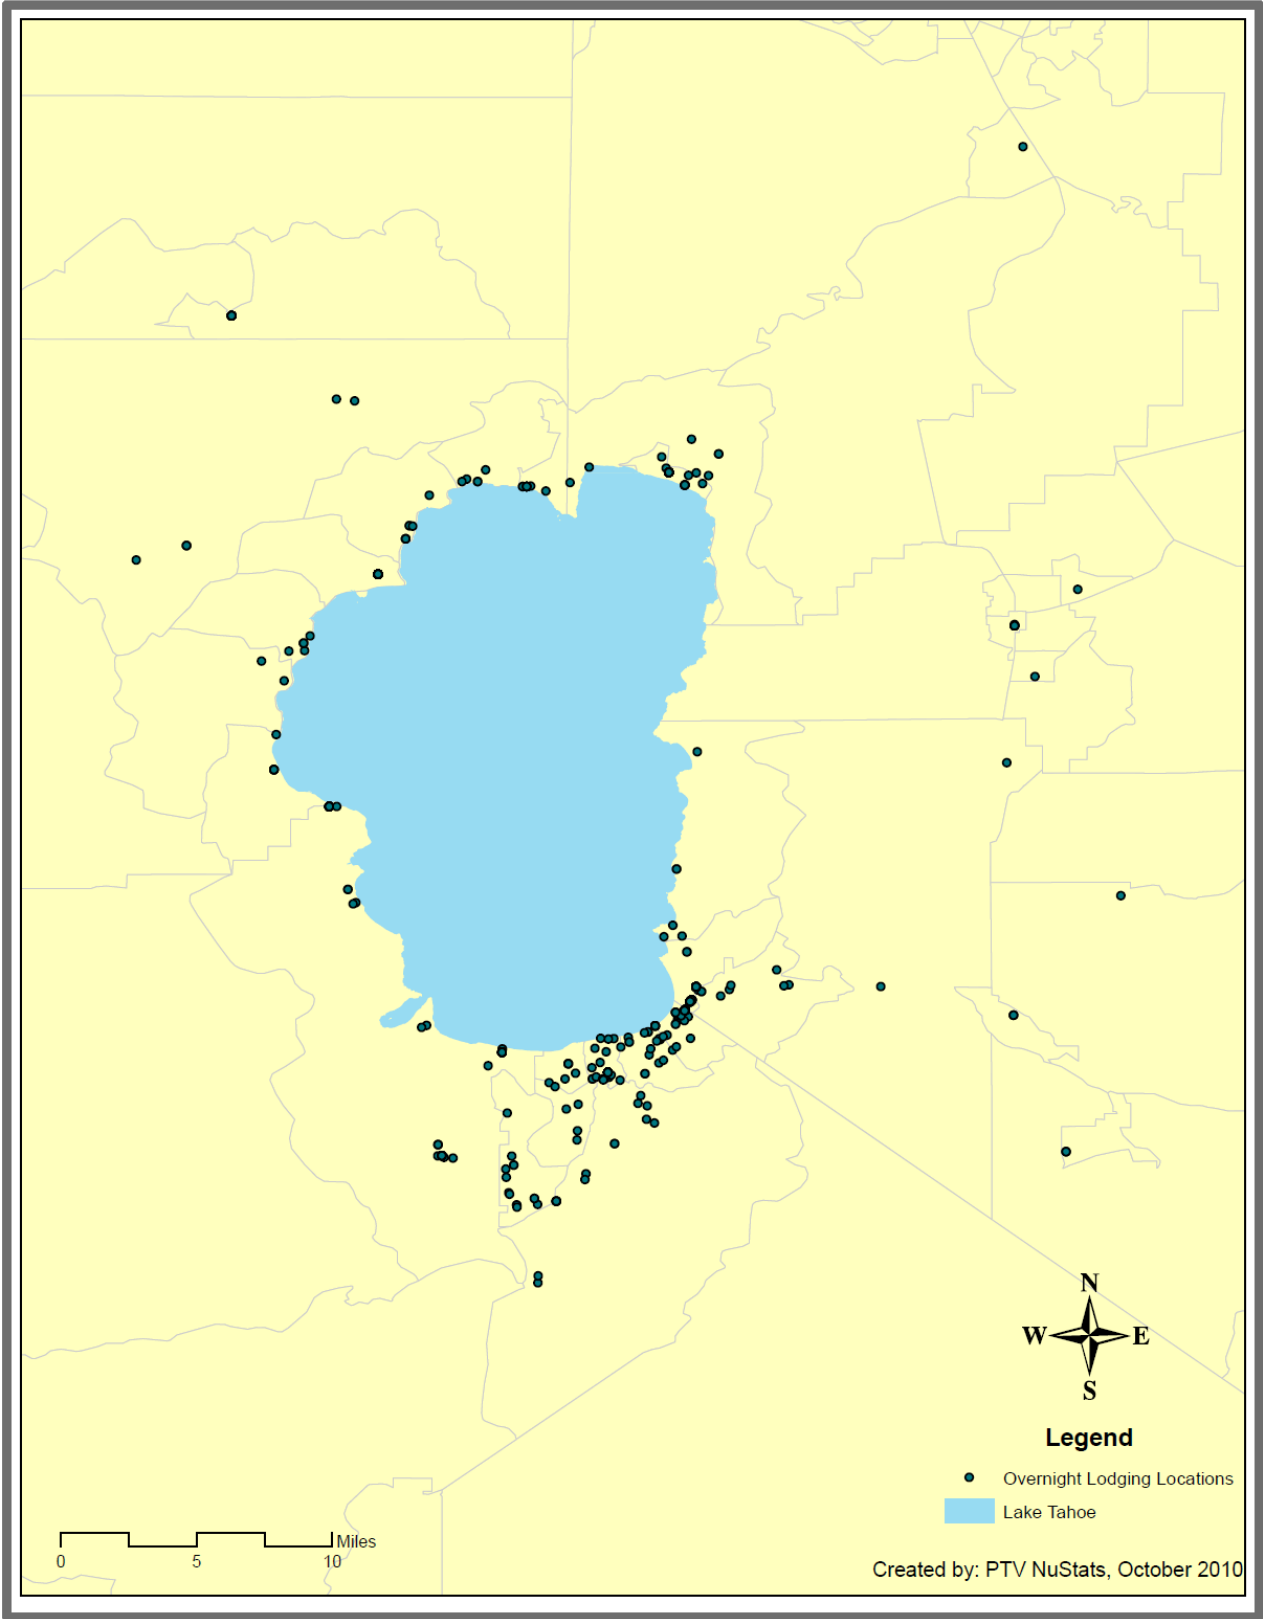 N
W E
S
Legend
Overnight Lodging Locations
Lake Tahoe
Miles
0 5 10
Created by: PTV NuStats, October 2010